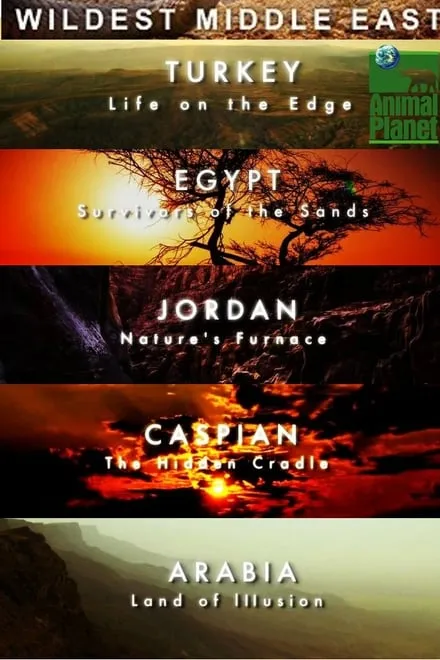 WILDEST MIDDLE EAST
TURKEY
Life on the Edge
Animal
Planet
EGYPT
Survivors of the Sands
JORDAN
Nature's Furnace
CASPIAN
The Hidden Cradle
ARABIA
Land of Illusion